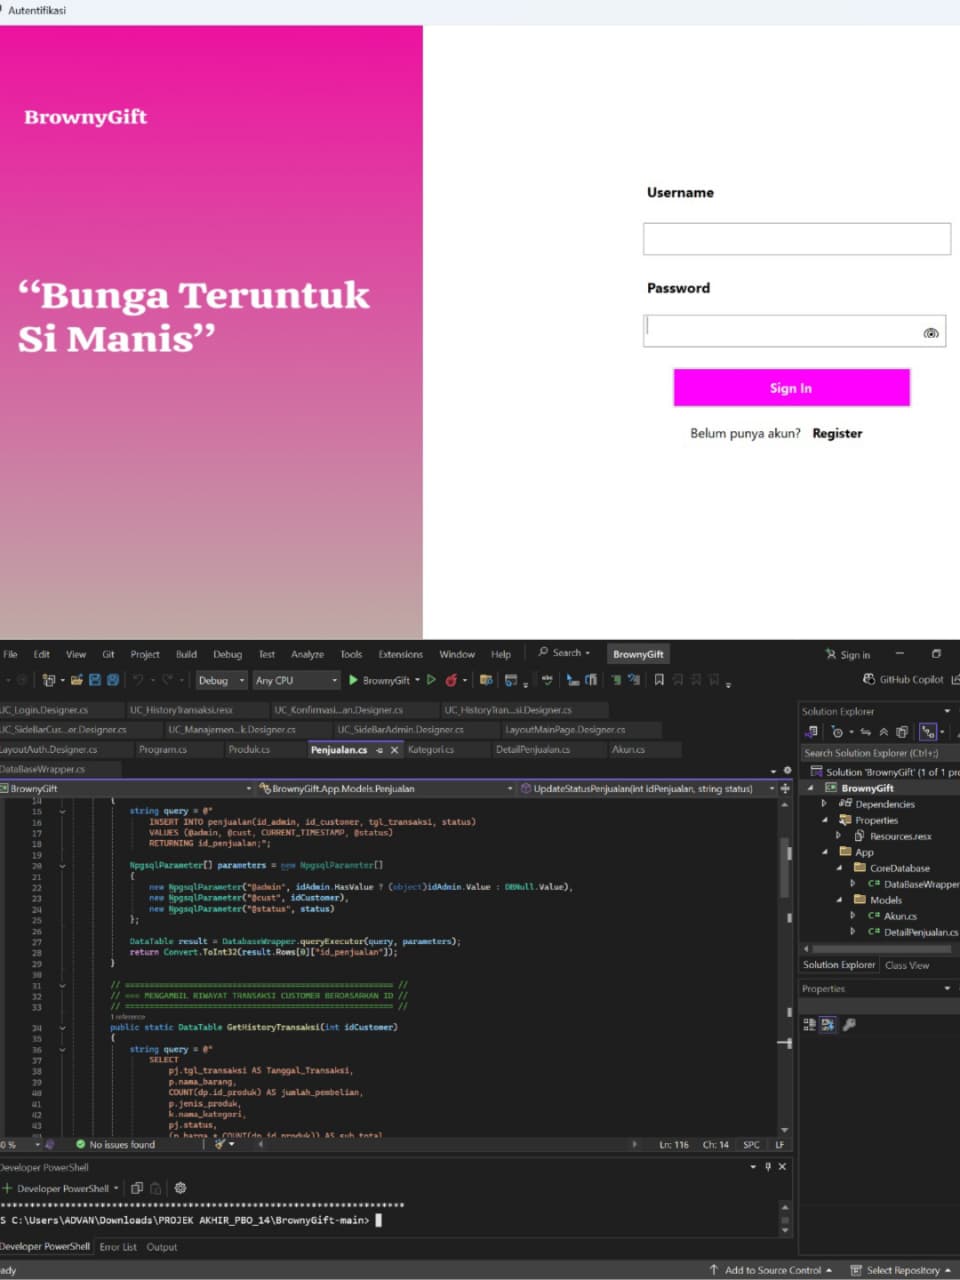 Autentifikasi
BrownyGift
“Bunga Teruntuk
Si Manis”
Username
Password
Sign In
Belum punya akun? Register
File Edit View Git Project Build Debug Test Analyze Tools Extensions Window Help Search BrownyGift Sign in
Debug Any CPU BrownyGift GitHub Copilot
UC_Login.Designer.cs UC_HistoryTransaksi.resx UC_Konfirmasi...an.Designer.cs UC_HistoryTran...si.Designer.cs
UC_SideBarCus...er.Designer.cs UC_Manajemen...k.Designer.cs UC_SideBarAdmin.Designer.cs LayoutMainPage.Designer.cs
LayoutAuth.Designer.cs Program.cs Produk.cs Penjualan.cs Kategori.cs DetailPenjualan.cs Akun.cs
DataBaseWrapper.cs
BrownyGift BrownyGift.App.Models.Penjualan UpdateStatusPenjualan(int idPenjualan, string status)
14 {
15 string query = @"
16 INSERT INTO penjualan(id_admin, id_customer, tgl_transaksi, status)
17 VALUES (@admin, @cust, CURRENT_TIMESTAMP, @status)
18 RETURNING id_penjualan;";
19
20 NpgsqlParameter[] parameters = new NpgsqlParameter[]
21 {
22 new NpgsqlParameter("@admin", idAdmin.HasValue ? (object)idAdmin.Value : DBNull.Value),
23 new NpgsqlParameter("@cust", idCustomer),
24 new NpgsqlParameter("@status", status)
25 };
26
27 DataTable result = DatabaseWrapper.queryExecutor(query, parameters);
28 return Convert.ToInt32(result.Rows[0]["id_penjualan"]);
29 }
30
31 // =================================================== //
32 // === MENGAMBIL RIWAYAT TRANSAKSI CUSTOMER BERDASARKAN ID //
33 // =================================================== //
1 reference
34 public static DataTable GetHistoryTransaksi(int idCustomer)
35 {
36 string query = @"
37 SELECT
38 pj.tgl_transaksi AS Tanggal_Transaksi,
39 p.nama_barang,
40 COUNT(dp.id_produk) AS jumlah_pembelian,
41 p.jenis_produk,
42 k.nama_kategori,
43 pj.status,
44 (p.harga * COUNT(dp.id_produk)) AS sub_total
0 % No issues found Ln: 116 Ch: 14 SPC LF
Solution Explorer
Search Solution Explorer (Ctrl+;)
Solution 'BrownyGift' (1 of 1 pro
BrownyGift
Dependencies
Properties
Resources.resx
App
CoreDatabase
C# DataBaseWrapper
Models
C# Akun.cs
C# DetailPenjualan.cs
Solution Explorer Class View
Properties
Developer PowerShell
+ Developer PowerShell
**********************************************************************
S C:\Users\ADVAN\Downloads\PROJEK AKHIR_PBO_14\BrownyGift-main>
Developer PowerShell Error List Output
ady Add to Source Control Select Repository